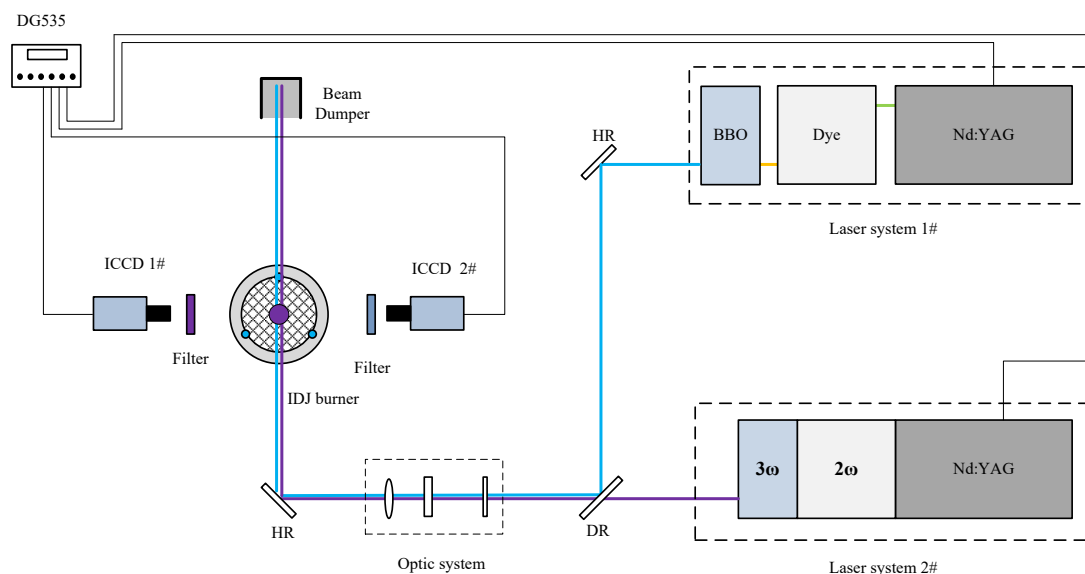 DG535
Beam
Dumper
HR
BBO
Dye
Nd:YAG
Laser system 1#
ICCD 1#
ICCD 2#
Filter
Filter
IDJ burner
3ω
2ω
Nd:YAG
HR
DR
Optic system
Laser system 2#